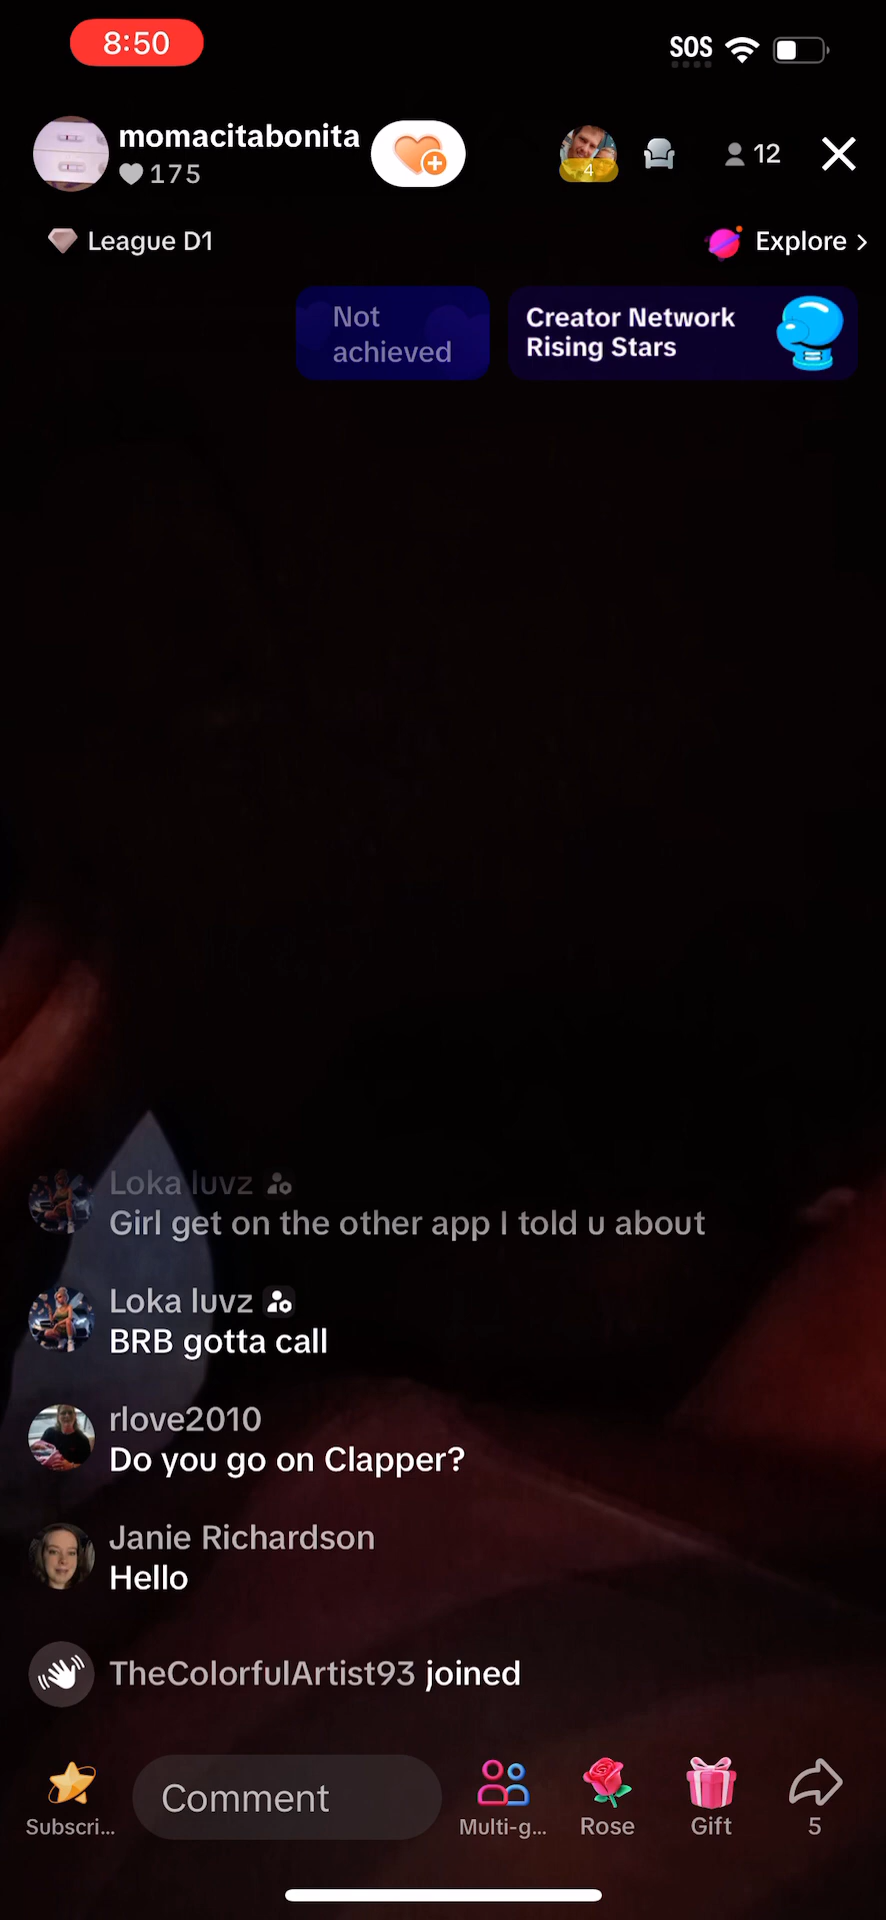 8:50
SOS
momacitabonita
175
4
12
League D1
Explore >
Not
achieved
Creator Network
Rising Stars
Loka luvz
Girl get on the other app I told u about
Loka luvz
BRB gotta call
rlove2010
Do you go on Clapper?
Janie Richardson
Hello
TheColorfulArtist93 joined
Comment
Subscri...
Multi-g...
Rose
Gift
5